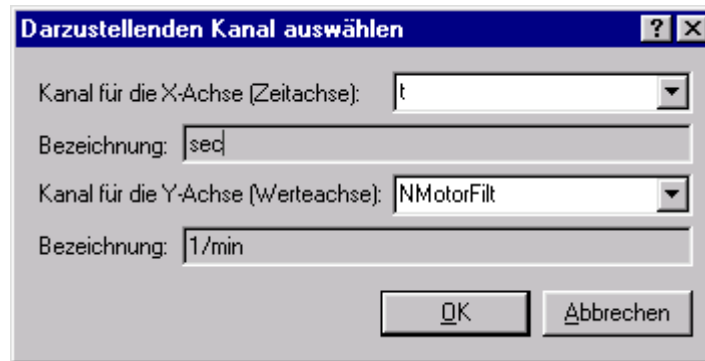 Darzustellenden Kanal auswählen
Kanal für die X-Achse (Zeitachse): t
Bezeichnung: sec
Kanal für die Y-Achse (Werteachse): NMotorFilt
Bezeichnung: 1/min
OK Abbrechen